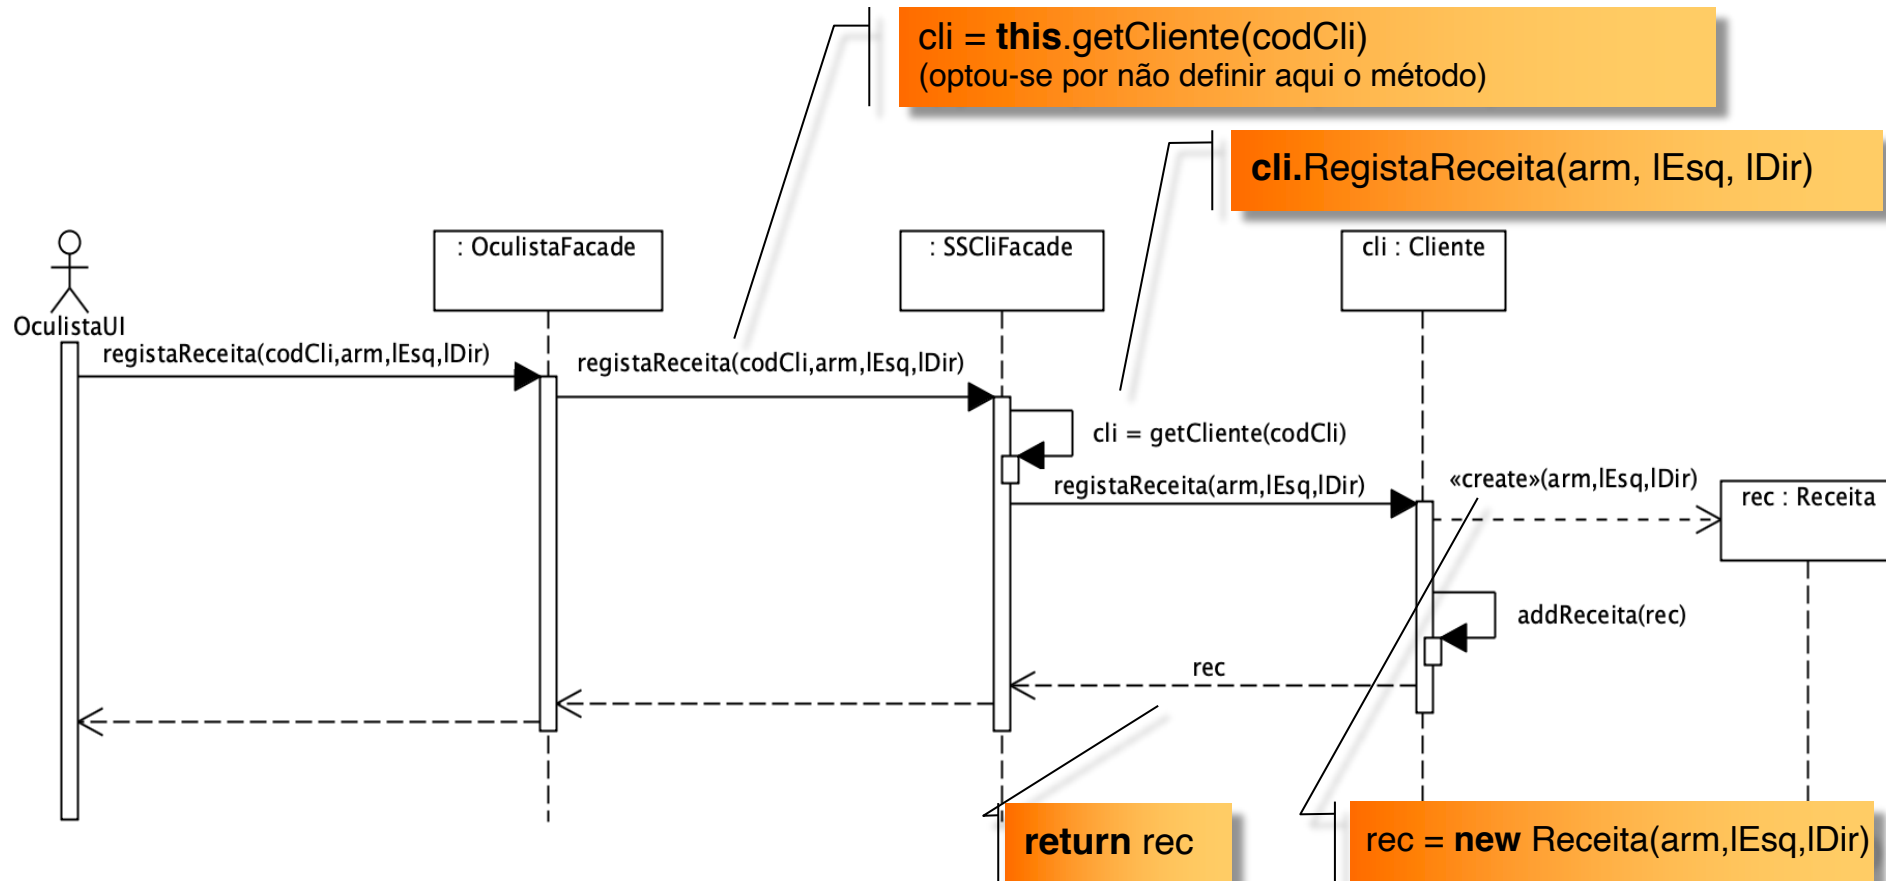 cli = this.getCliente(codCli)
(optou-se por não definir aqui o método)
cli.RegistaReceita(arm, lEsq, lDir)
: OculistaFacade
: SSCliFacade
cli : Cliente
OculistaUI
registaReceita(codCli,arm,lEsq,lDir)
registaReceita(codCli,arm,lEsq,lDir)
cli = getCliente(codCli)
registaReceita(arm,lEsq,lDir)
«create»(arm,lEsq,lDir)
rec : Receita
addReceita(rec)
rec
return rec
rec = new Receita(arm,lEsq,lDir)